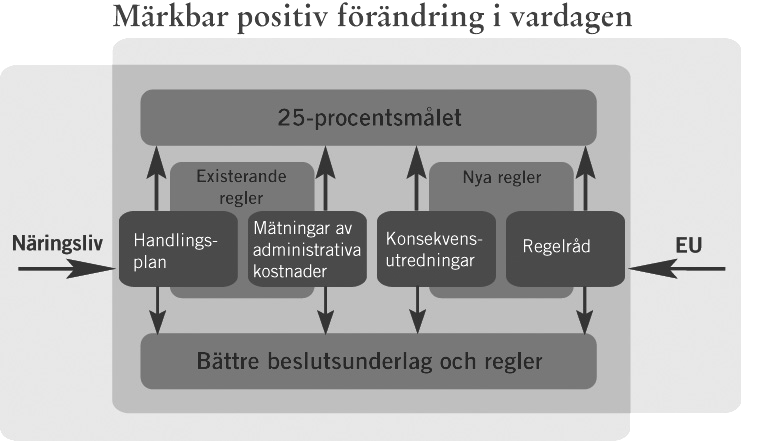 Märkbar positiv förändring i vardagen
25-procentsmålet
Existerande
regler
Nya regler
Näringsliv
Handlings-
plan
Mätningar av
administrativa
kostnader
Konsekvens-
utredningar
Regelråd
EU
Bättre beslutsunderlag och regler